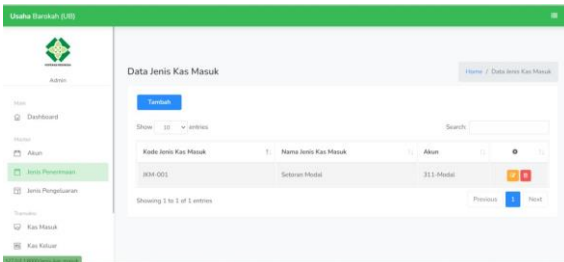 Usaha Barokah (UB)
Admin
Data Jenis Kas Masuk
Home / Data Jenis Kas Masuk
Tambah
Dashboard
Show 10 entries
Search:
Akun
Kode Jenis Kas Masuk
Nama Jenis Kas Masuk
Akun
Jenis Penerimaan
JKM-001
Setoran Modal
311-Modal
Jenis Pengeluaran
Showing 1 to 1 of 1 entries
Previous 1 Next
Transaksi
Kas Masuk
Kas Keluar